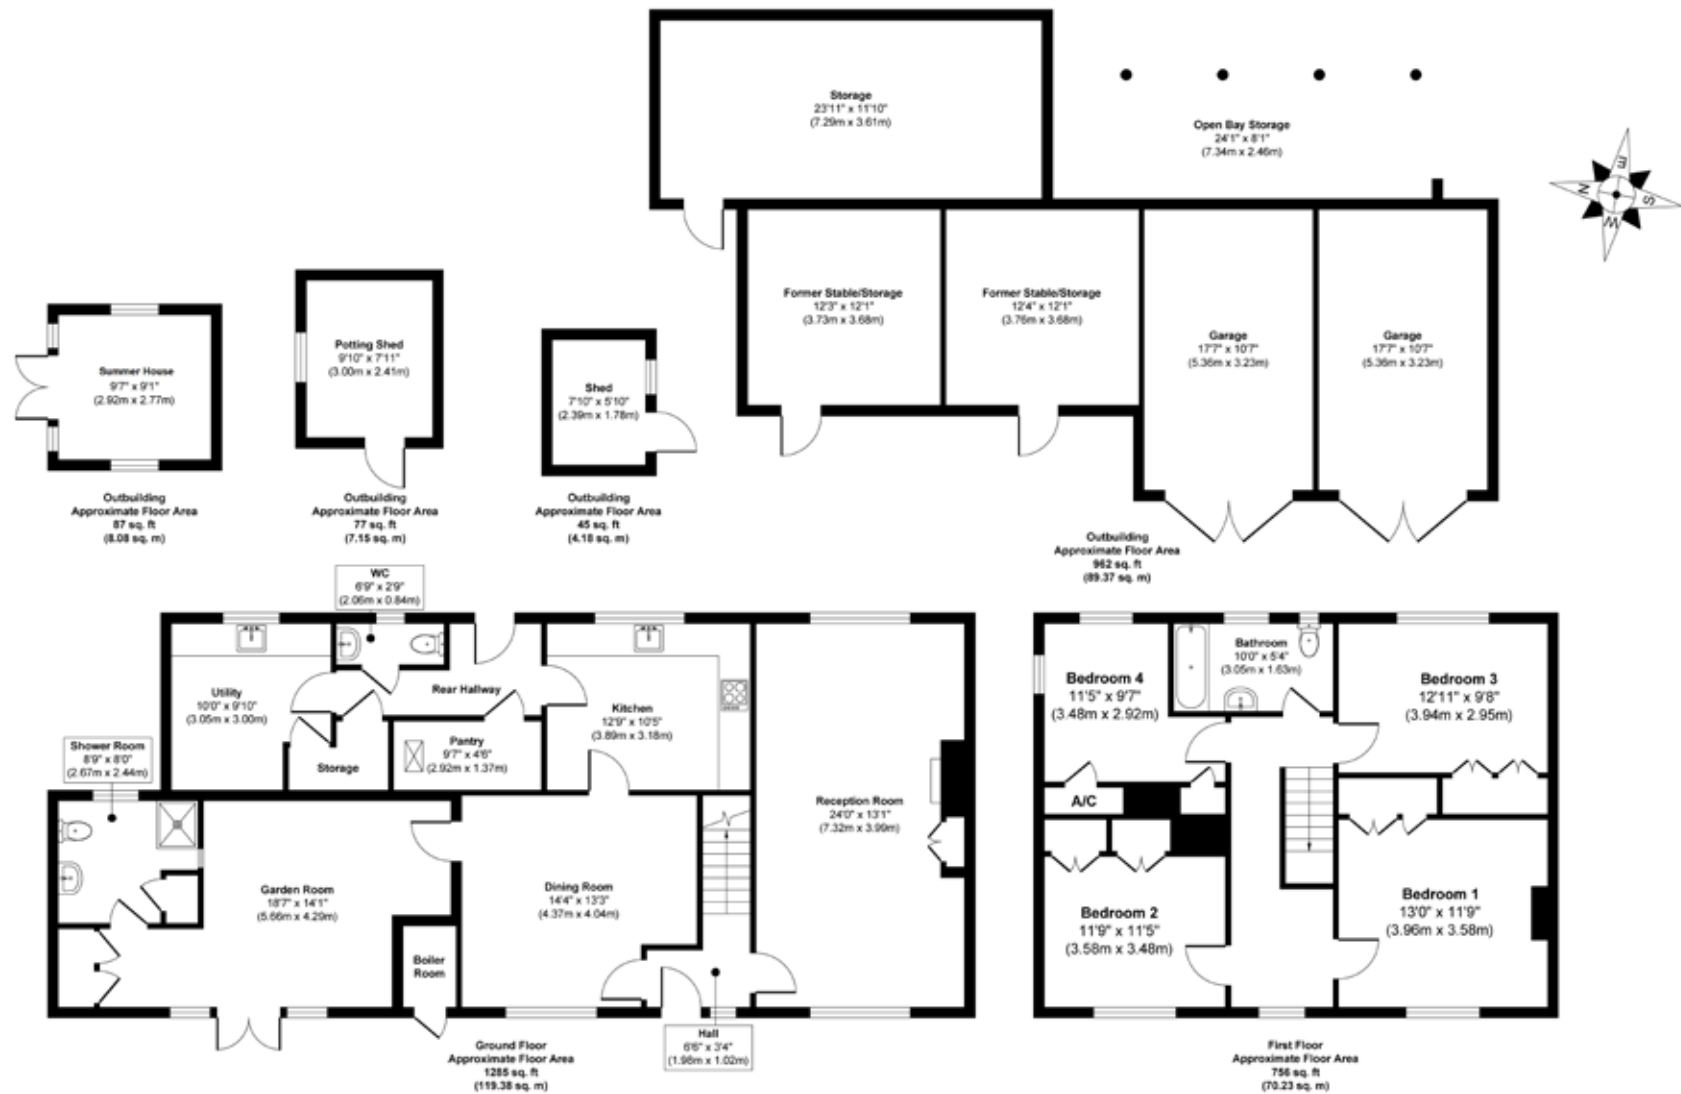 Storage
23'11" x 11'10"
(7.29m x 3.61m)
Open Bay Storage
24'1" x 8'1"
(7.34m x 2.46m)
E
N
S
W
Former Stable/Storage
12'3" x 12'1"
(3.73m x 3.68m)
Former Stable/Storage
12'4" x 12'1"
(3.76m x 3.68m)
Garage
17'7" x 10'7"
(5.36m x 3.23m)
Garage
17'7" x 10'7"
(5.36m x 3.23m)
Summer House
9'7" x 9'1"
(2.92m x 2.77m)
Potting Shed
9'10" x 7'11"
(3.00m x 2.41m)
Shed
7'10" x 5'10"
(2.39m x 1.78m)
Outbuilding
Approximate Floor Area
87 sq. ft
(8.08 sq. m)
Outbuilding
Approximate Floor Area
77 sq. ft
(7.15 sq. m)
Outbuilding
Approximate Floor Area
45 sq. ft
(4.18 sq. m)
Outbuilding
Approximate Floor Area
962 sq. ft
(89.37 sq. m)
WC
6'9" x 2'9"
(2.06m x 0.84m)
Utility
10'0" x 9'10"
(3.05m x 3.00m)
Rear Hallway
Kitchen
12'9" x 10'5"
(3.89m x 3.18m)
Pantry
9'7" x 4'6"
(2.92m x 1.37m)
Storage
Shower Room
8'9" x 8'0"
(2.67m x 2.44m)
Reception Room
24'0" x 13'1"
(7.32m x 3.99m)
Garden Room
18'7" x 14'1"
(5.66m x 4.29m)
Dining Room
14'4" x 13'3"
(4.37m x 4.04m)
Boiler
Room
Hall
6'6" x 3'4"
(1.98m x 1.02m)
Ground Floor
Approximate Floor Area
1285 sq. ft
(119.38 sq. m)
Bedroom 4
11'5" x 9'7"
(3.48m x 2.92m)
Bathroom
10'0" x 5'4"
(3.05m x 1.63m)
Bedroom 3
12'11" x 9'8"
(3.94m x 2.95m)
A/C
Bedroom 2
11'9" x 11'5"
(3.58m x 3.48m)
Bedroom 1
13'0" x 11'9"
(3.96m x 3.58m)
First Floor
Approximate Floor Area
756 sq. ft
(70.23 sq. m)